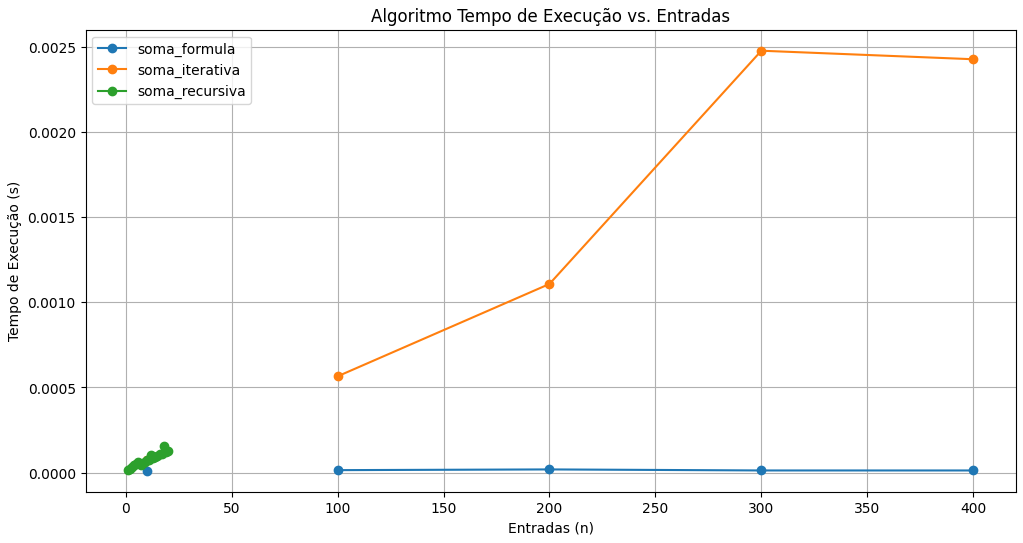 Algoritmo Tempo de Execução vs. Entradas
soma_formula
soma_iterativa
soma_recursiva
Tempo de Execução (s)
0.0025
0.0020
0.0015
0.0010
0.0005
0.0000
0 50 100 150 200 250 300 350 400
Entradas (n)